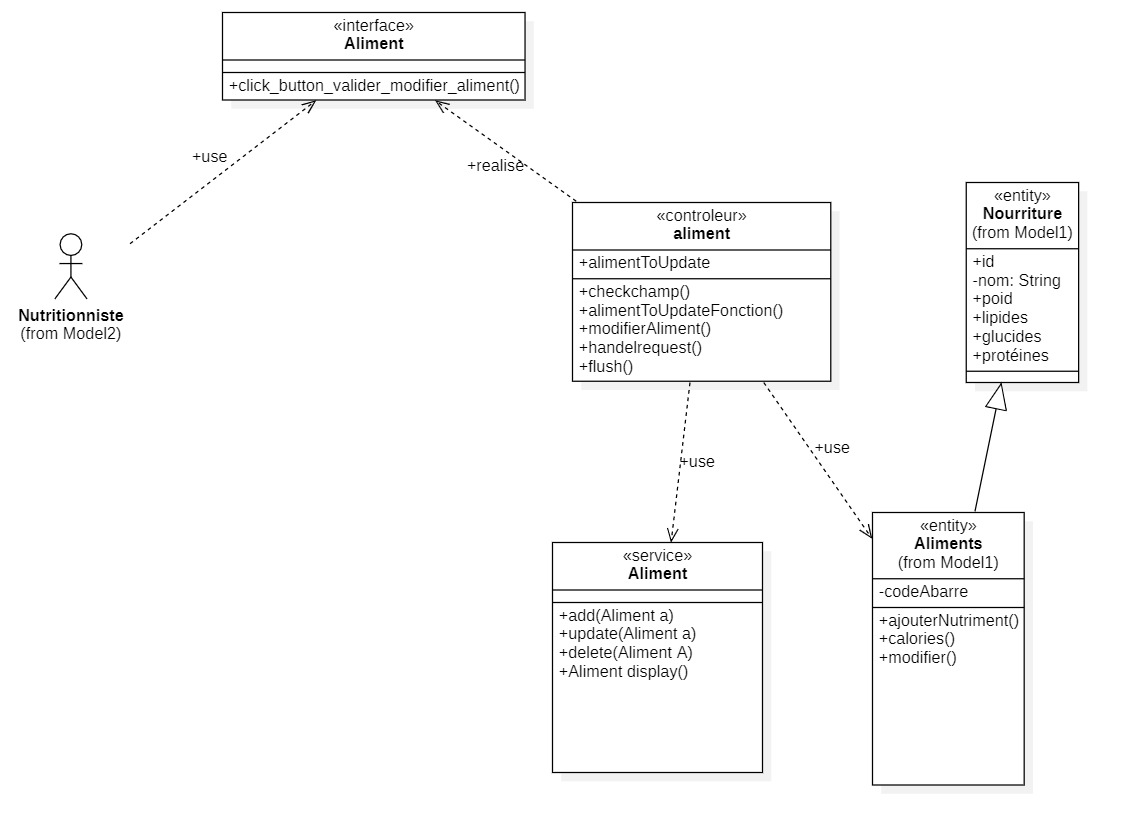 «interface»
Aliment
+click_button_valider_modifier_aliment()
+use
+realise
Nutritionniste
(from Model2)
«controleur»
aliment
+alimentToUpdate
+checkchamp()
+alimentToUpdateFonction()
+modifierAliment()
+handelrequest()
+flush()
«entity»
Nourriture
(from Model1)
+id
-nom: String
+poid
+lipides
+glucides
+protéines
+use
+use
«service»
Aliment
+add(Aliment a)
+update(Aliment a)
+delete(Aliment A)
+Aliment display()
«entity»
Aliments
(from Model1)
-codeAbarre
+ajouterNutriment()
+calories()
+modifier()